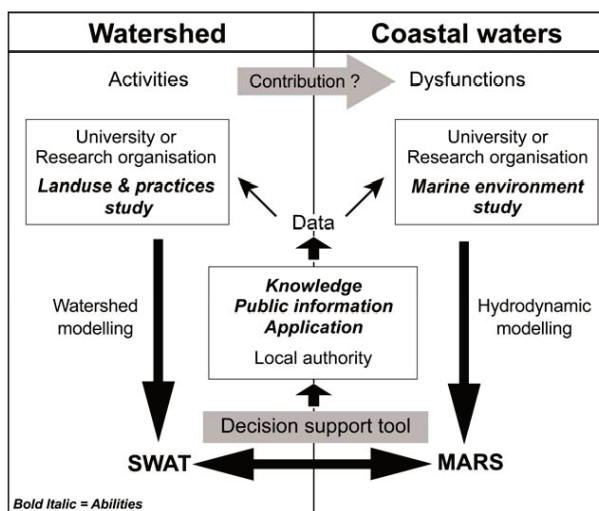 Watershed
Coastal waters
Activities
Contribution ?
Dysfunctions
University or
Research organisation
Landuse & practices
study
University or
Research organisation
Marine environment
study
Data
Knowledge
Public information
Application
Local authority
Watershed
modelling
Hydrodynamic
modelling
Decision support tool
SWAT
MARS
Bold Italic = Abilities